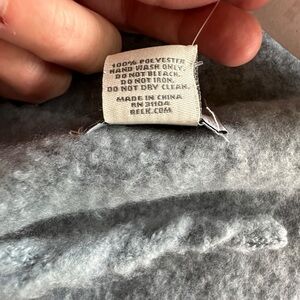 100% POLYESTER
HAND WASH ONLY.
DO NOT BLEACH.
DO NOT IRON.
DO NOT DRY CLEAN.
MADE IN CHINA
RN 31104
BELK.COM